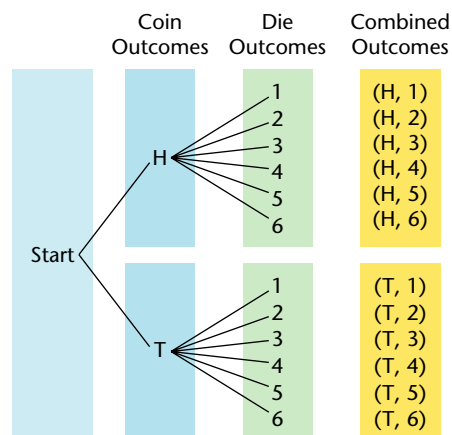 Coin Outcomes
Die Outcomes
Combined Outcomes
Start
H
1
2
3
4
5
6
(H, 1)
(H, 2)
(H, 3)
(H, 4)
(H, 5)
(H, 6)
T
1
2
3
4
5
6
(T, 1)
(T, 2)
(T, 3)
(T, 4)
(T, 5)
(T, 6)